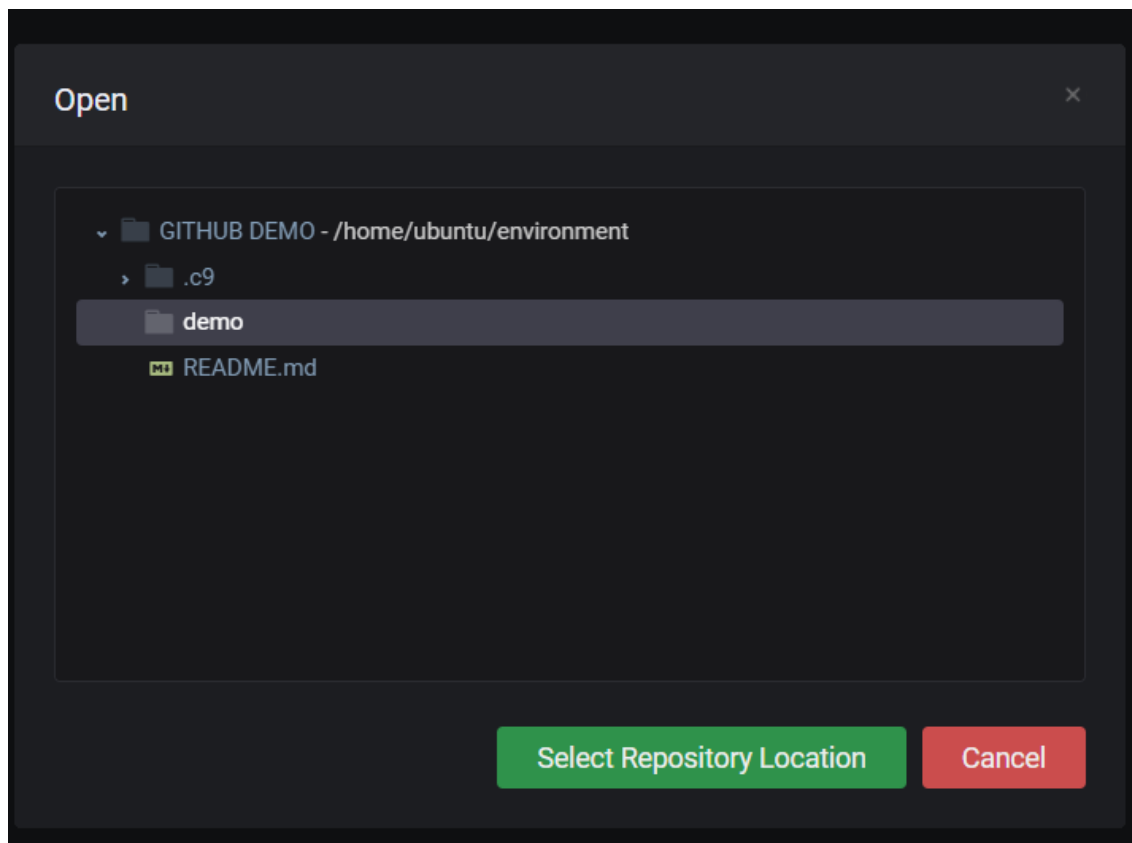 Open
GITHUB DEMO - /home/ubuntu/environment
.c9
demo
M README.md
Select Repository Location Cancel